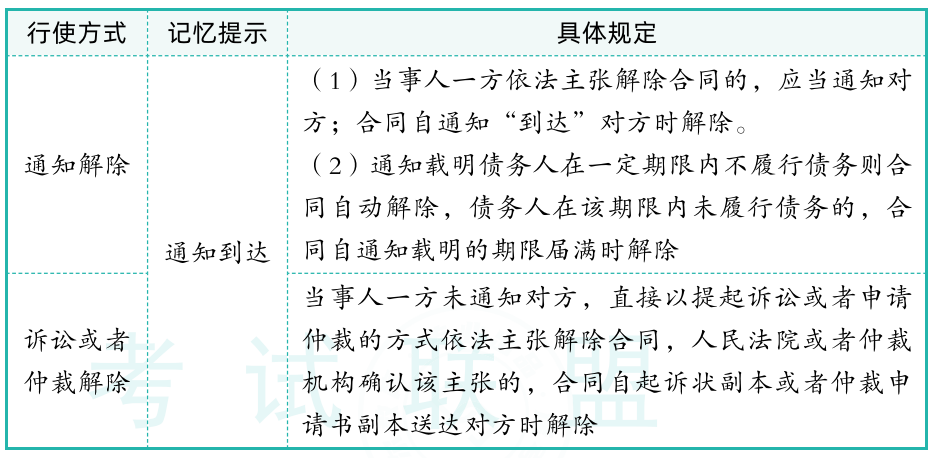 行使方式 记忆提示 具体规定
（1）当事人一方依法主张解除合同的，应当通知对
方；合同自通知“到达”对方时解除。
通知解除
（2）通知载明债务人在一定期限内不履行债务则合
同自动解除，债务人在该期限内未履行债务的，合
同自通知载明的期限届满时解除
通知到达
诉讼或者
仲裁解除
当事人一方未通知对方，直接以提起诉讼或者申请
仲裁的方式依法主张解除合同，人民法院或者仲裁
机构确认该主张的，合同自起诉状副本或者仲裁申
请书副本送达对方时解除
考试联盟